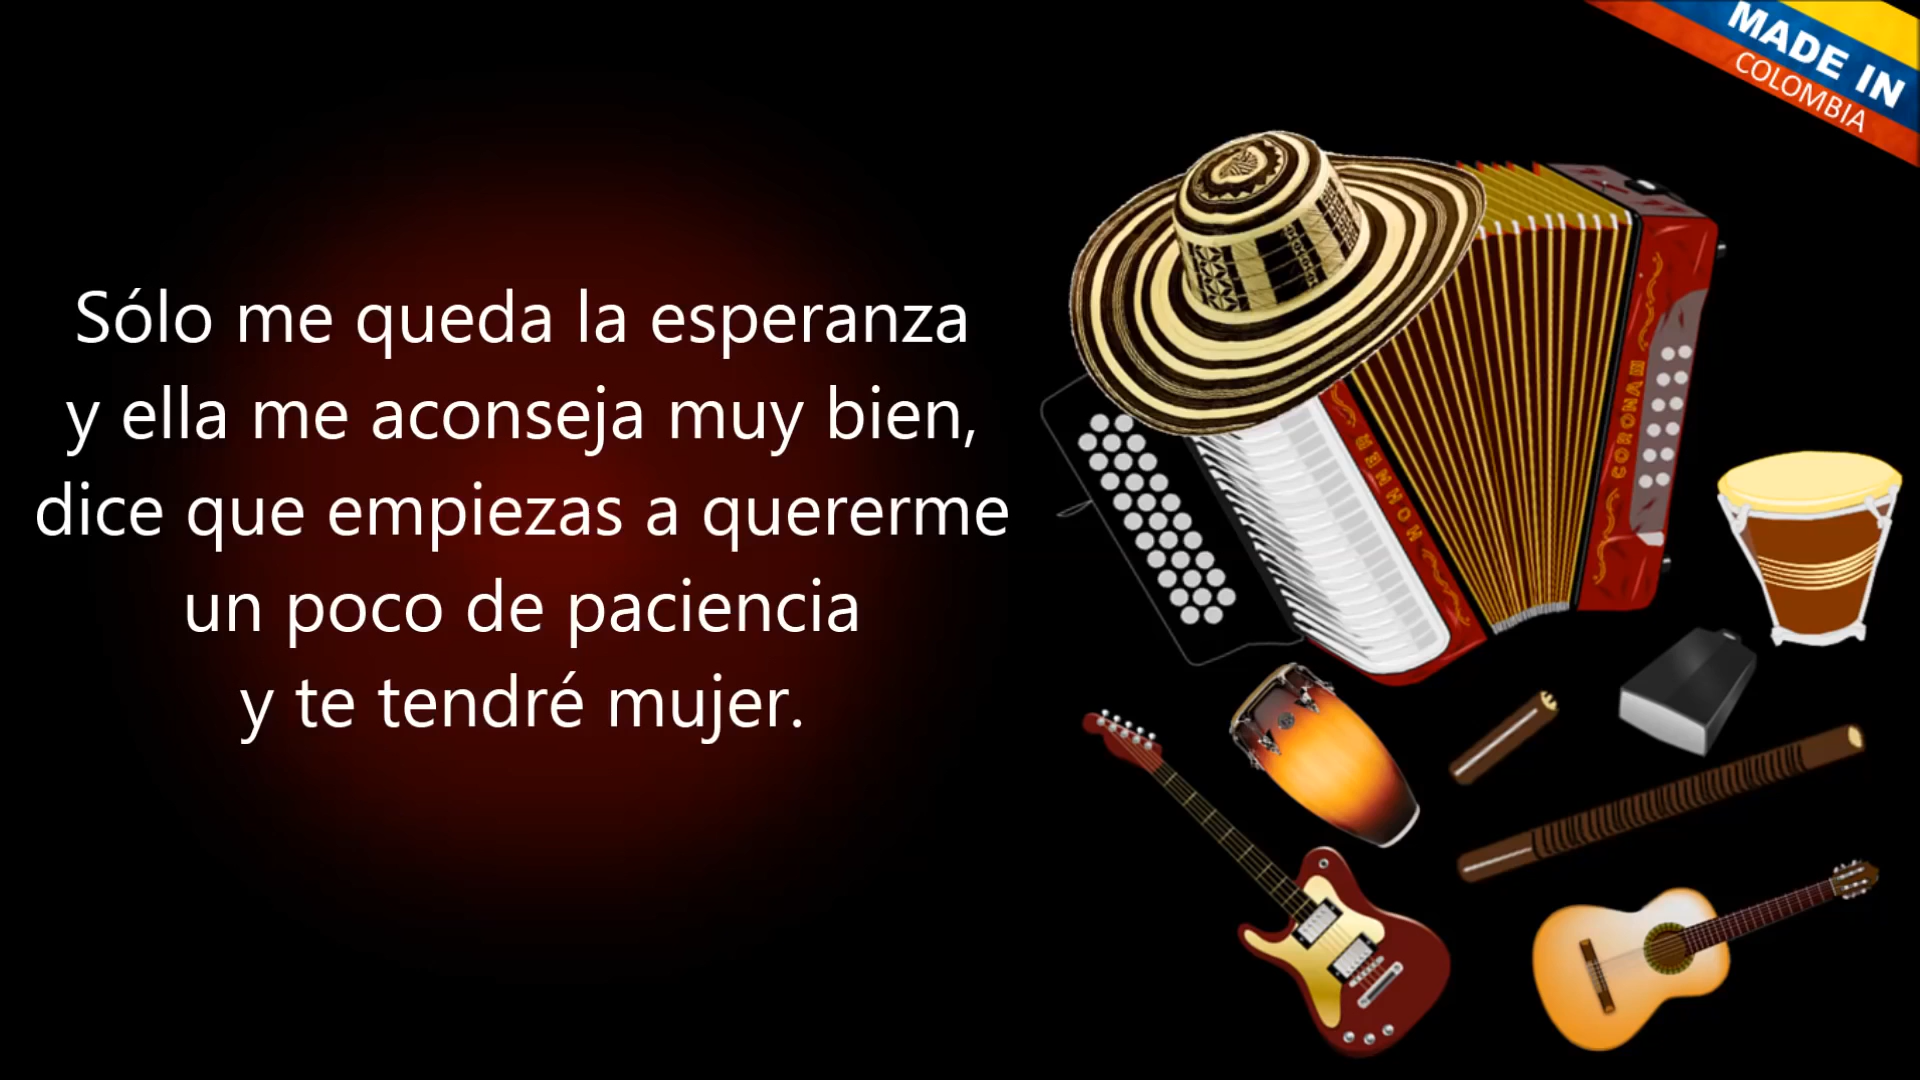 MADE IN
COLOMBIA
Sólo me queda la esperanza
y ella me aconseja muy bien,
dice que empiezas a quererme
un poco de paciencia
y te tendré mujer.
HOHNER
CORONA III